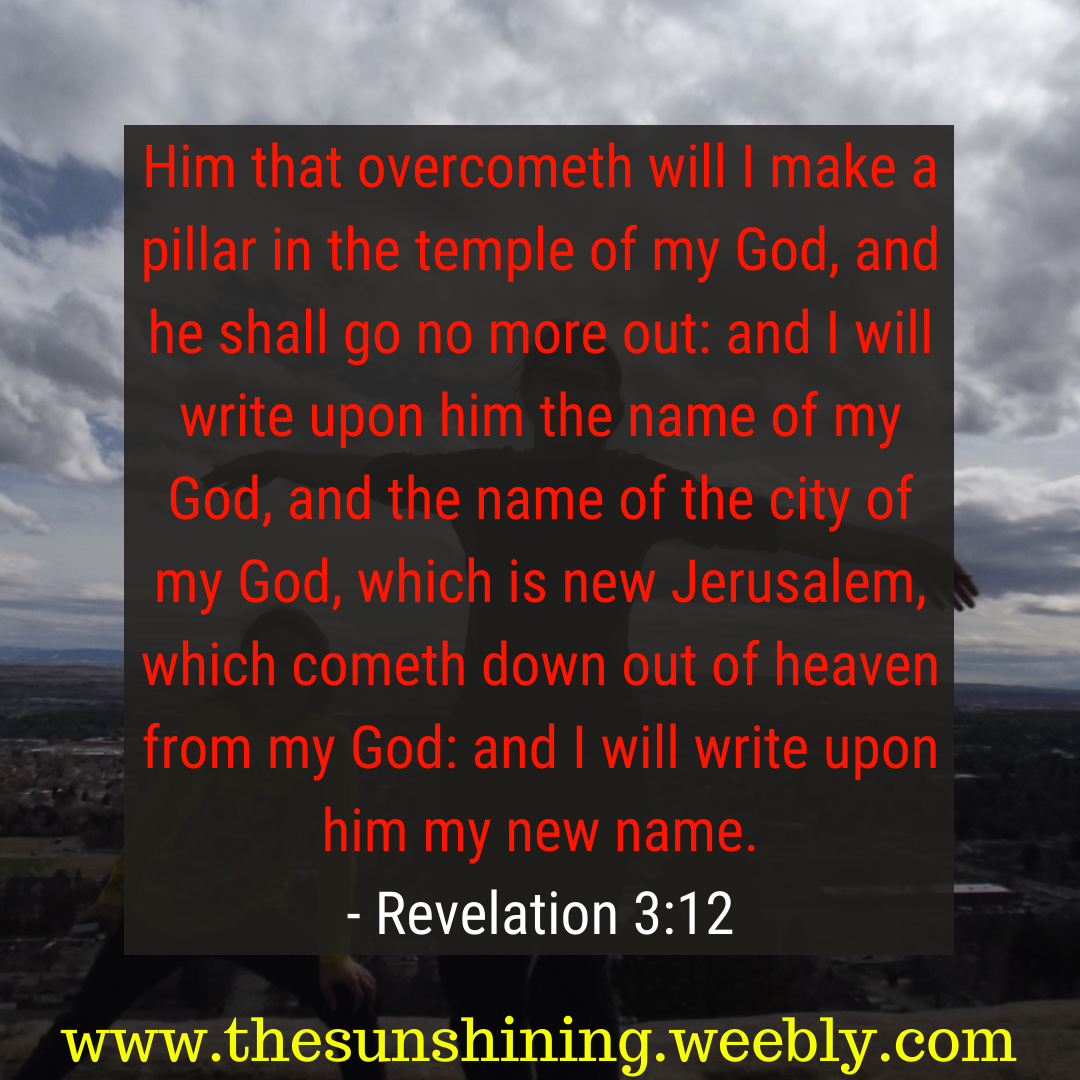 Him that overcometh will I make a
pillar in the temple of my God, and
he shall go no more out: and I will
write upon him the name of my
God, and the name of the city of
my God, which is new Jerusalem,
which cometh down out of heaven
from my God: and I will write upon
him my new name.
- Revelation 3:12
www.thesunshining.weebly.com